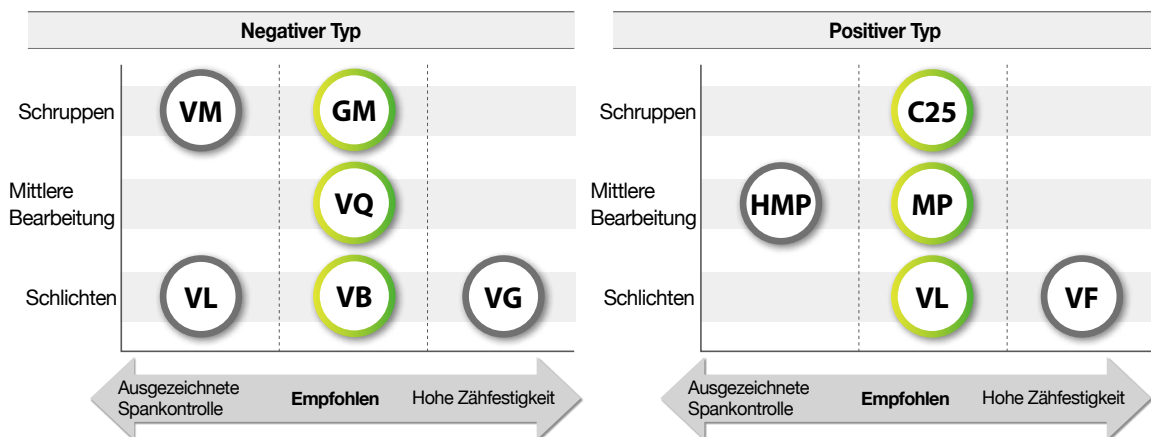 Negativer Typ
Schruppen
VM
GM
Mittlere
Bearbeitung
VQ
Schlichten
VL
VB
VG
Ausgezeichnete
Spankontrolle
Empfohlen
Hohe Zähfestigkeit
Positiver Typ
Schruppen
C25
Mittlere
Bearbeitung
HMP
MP
Schlichten
VL
VF
Ausgezeichnete
Spankontrolle
Empfohlen
Hohe Zähfestigkeit